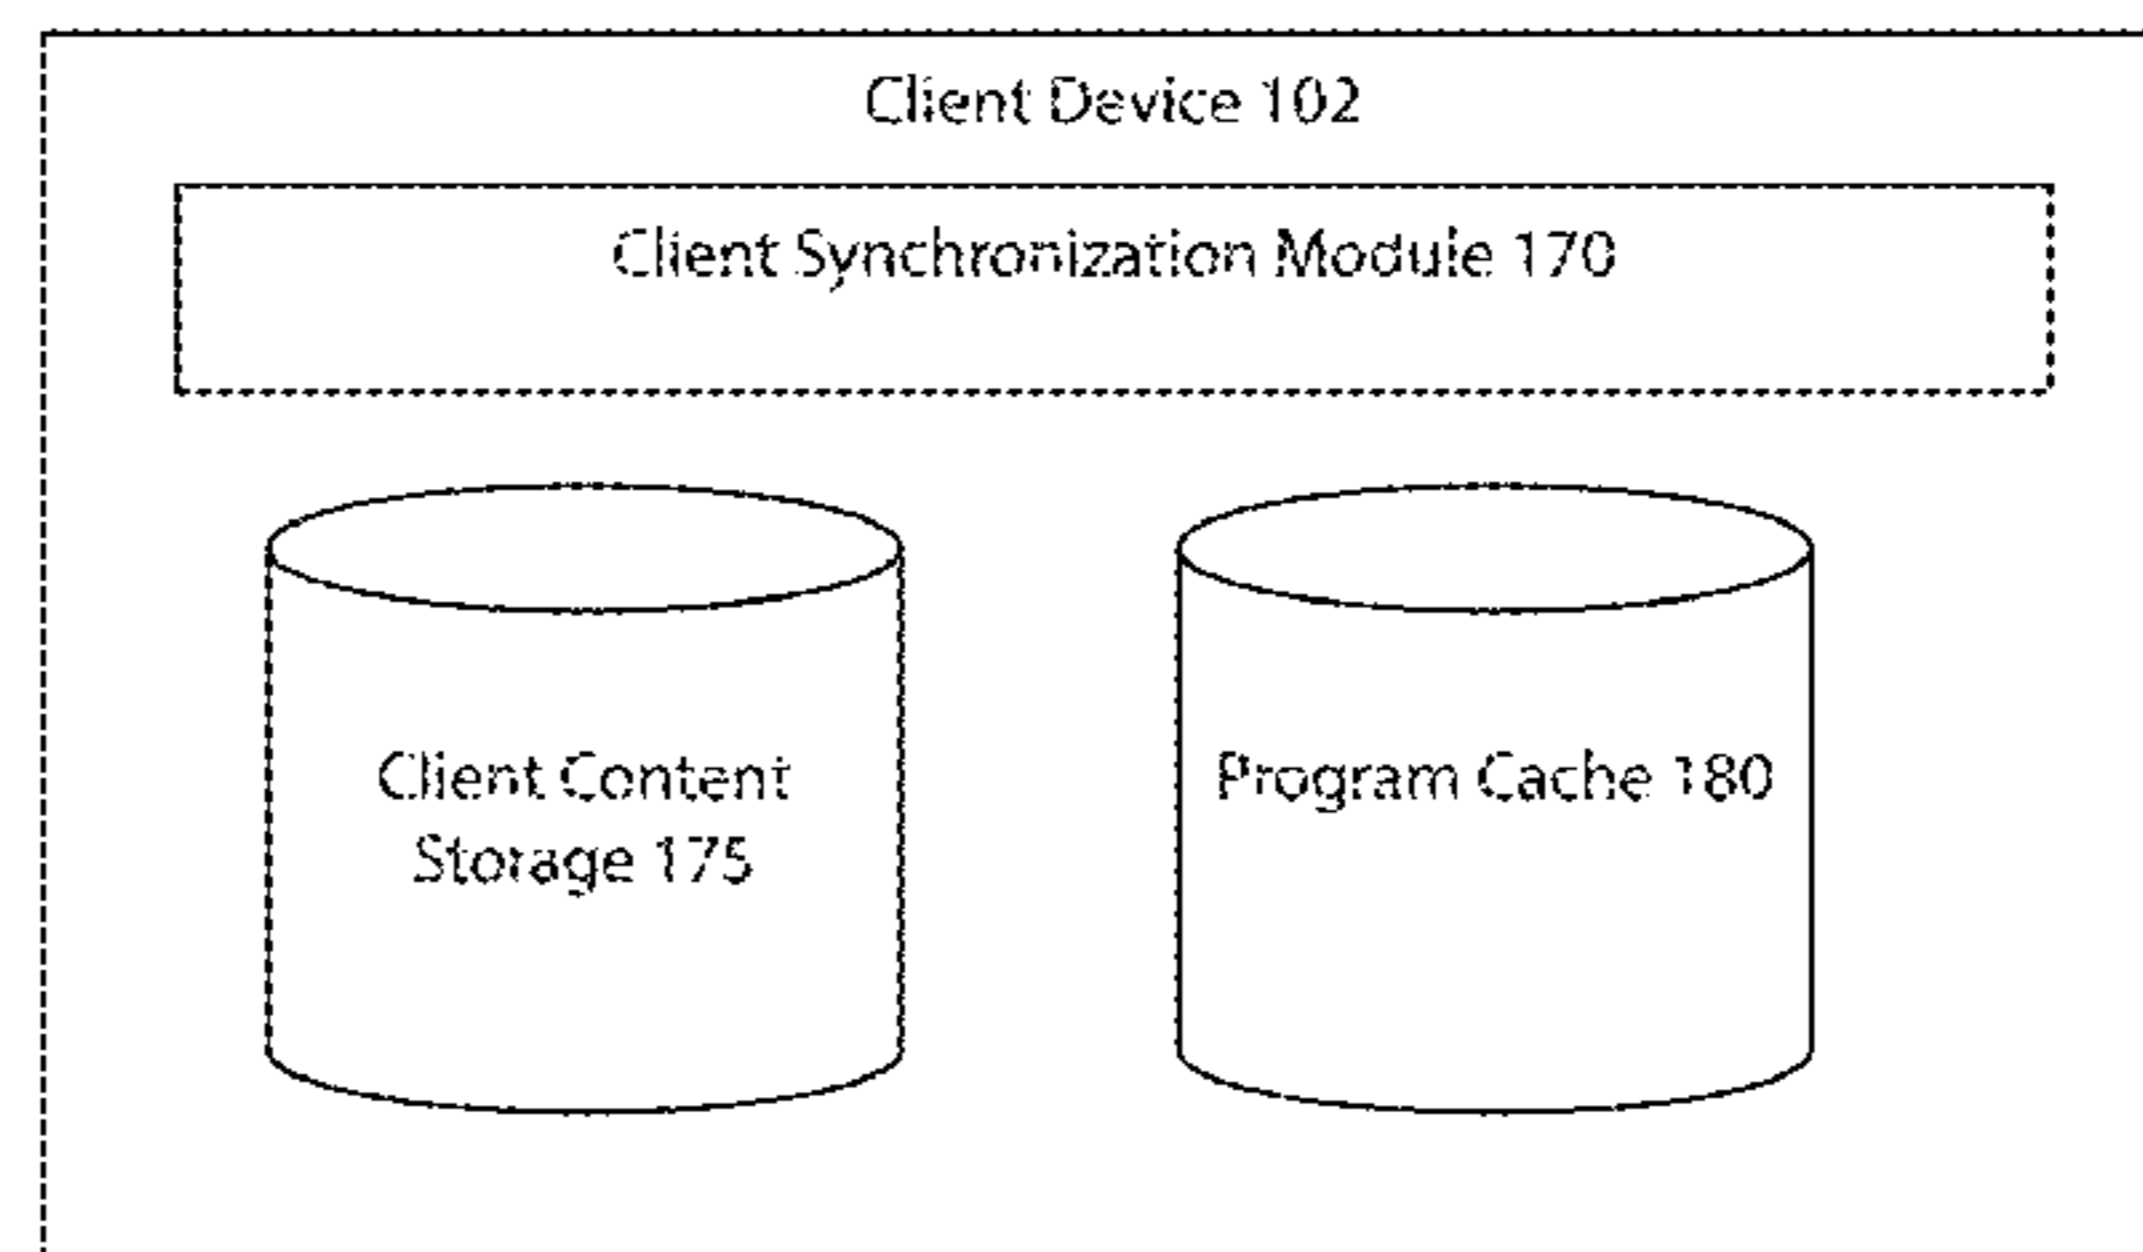 Client Device 102
Client Synchronization Module 170
Client Content
Storage 175
Program Cache 180